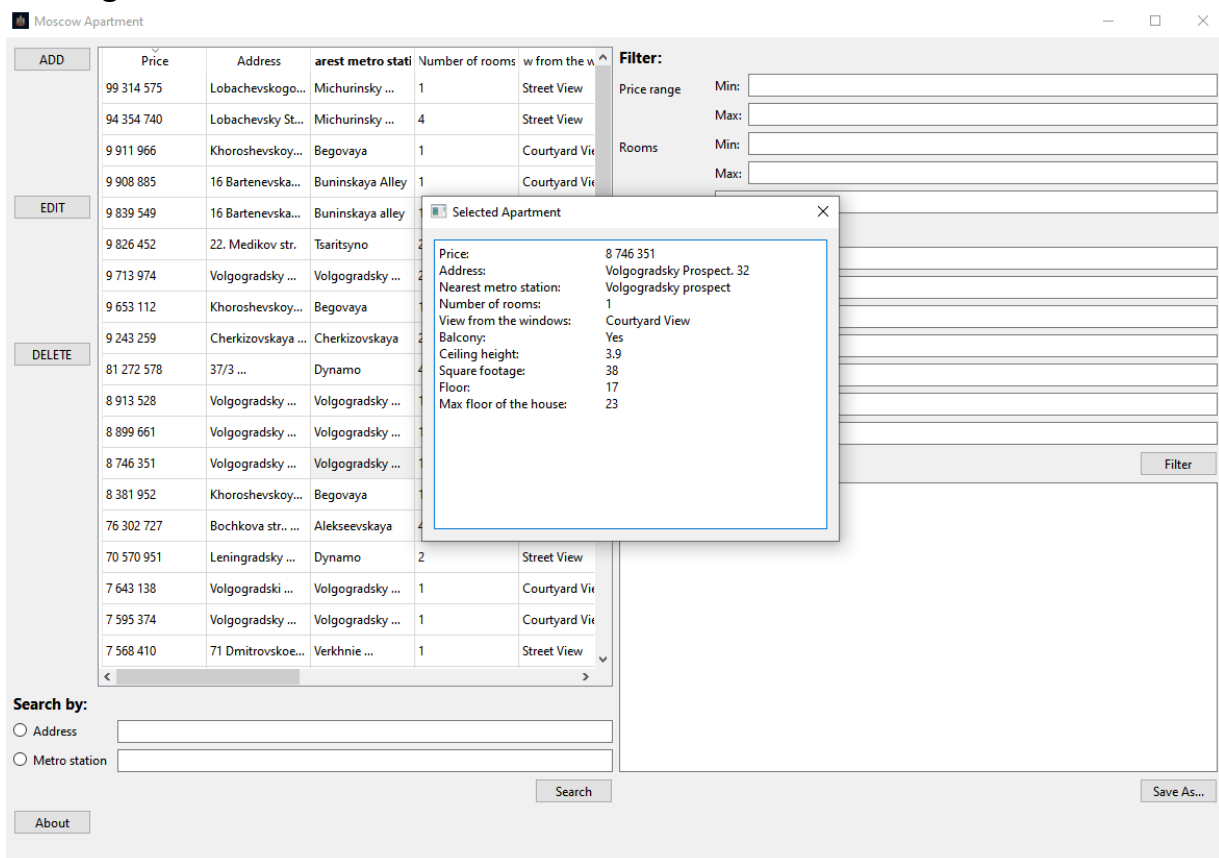 Moscow Apartment
ADD
EDIT
DELETE
Price Address arest metro stati Number of rooms w from the w
99 314 575 Lobachevskogo... Michurinsky ... 1 Street View
94 354 740 Lobachevsky St... Michurinsky ... 4 Street View
9 911 966 Khoroshevskoy... Begovaya 1 Courtyard Vie
9 908 885 16 Bartenevska... Buninskaya Alley 1 Courtyard Vie
9 839 549 16 Bartenevska... Buninskaya alley
9 826 452 22. Medikov str. Tsaritsyno
9 713 974 Volgogradsky ... Volgogradsky ...
9 653 112 Khoroshevskoy... Begovaya
9 243 259 Cherkizovskaya ... Cherkizovskaya
81 272 578 37/3 ... Dynamo
8 913 528 Volgogradsky ... Volgogradsky ...
8 899 661 Volgogradsky ... Volgogradsky ...
8 746 351 Volgogradsky ... Volgogradsky ...
8 381 952 Khoroshevskoy... Begovaya
76 302 727 Bochkova str.. ... Alekseevskaya
70 570 951 Leningradsky ... Dynamo 2 Street View
7 643 138 Volgogradski ... Volgogradsky ... 1 Courtyard Vie
7 595 374 Volgogradsky ... Volgogradsky ... 1 Courtyard Vie
7 568 410 71 Dmitrovskoe... Verkhnie ... 1 Street View
Selected Apartment
Price: 8 746 351
Address: Volgogradsky Prospect. 32
Nearest metro station: Volgogradsky prospect
Number of rooms: 1
View from the windows: Courtyard View
Balcony: Yes
Ceiling height: 3.9
Square footage: 38
Floor: 17
Max floor of the house: 23
Filter:
Price range Min:
Max:
Rooms Min:
Max:
Filter
Search by:
Address
Metro station
Search
Save As...
About